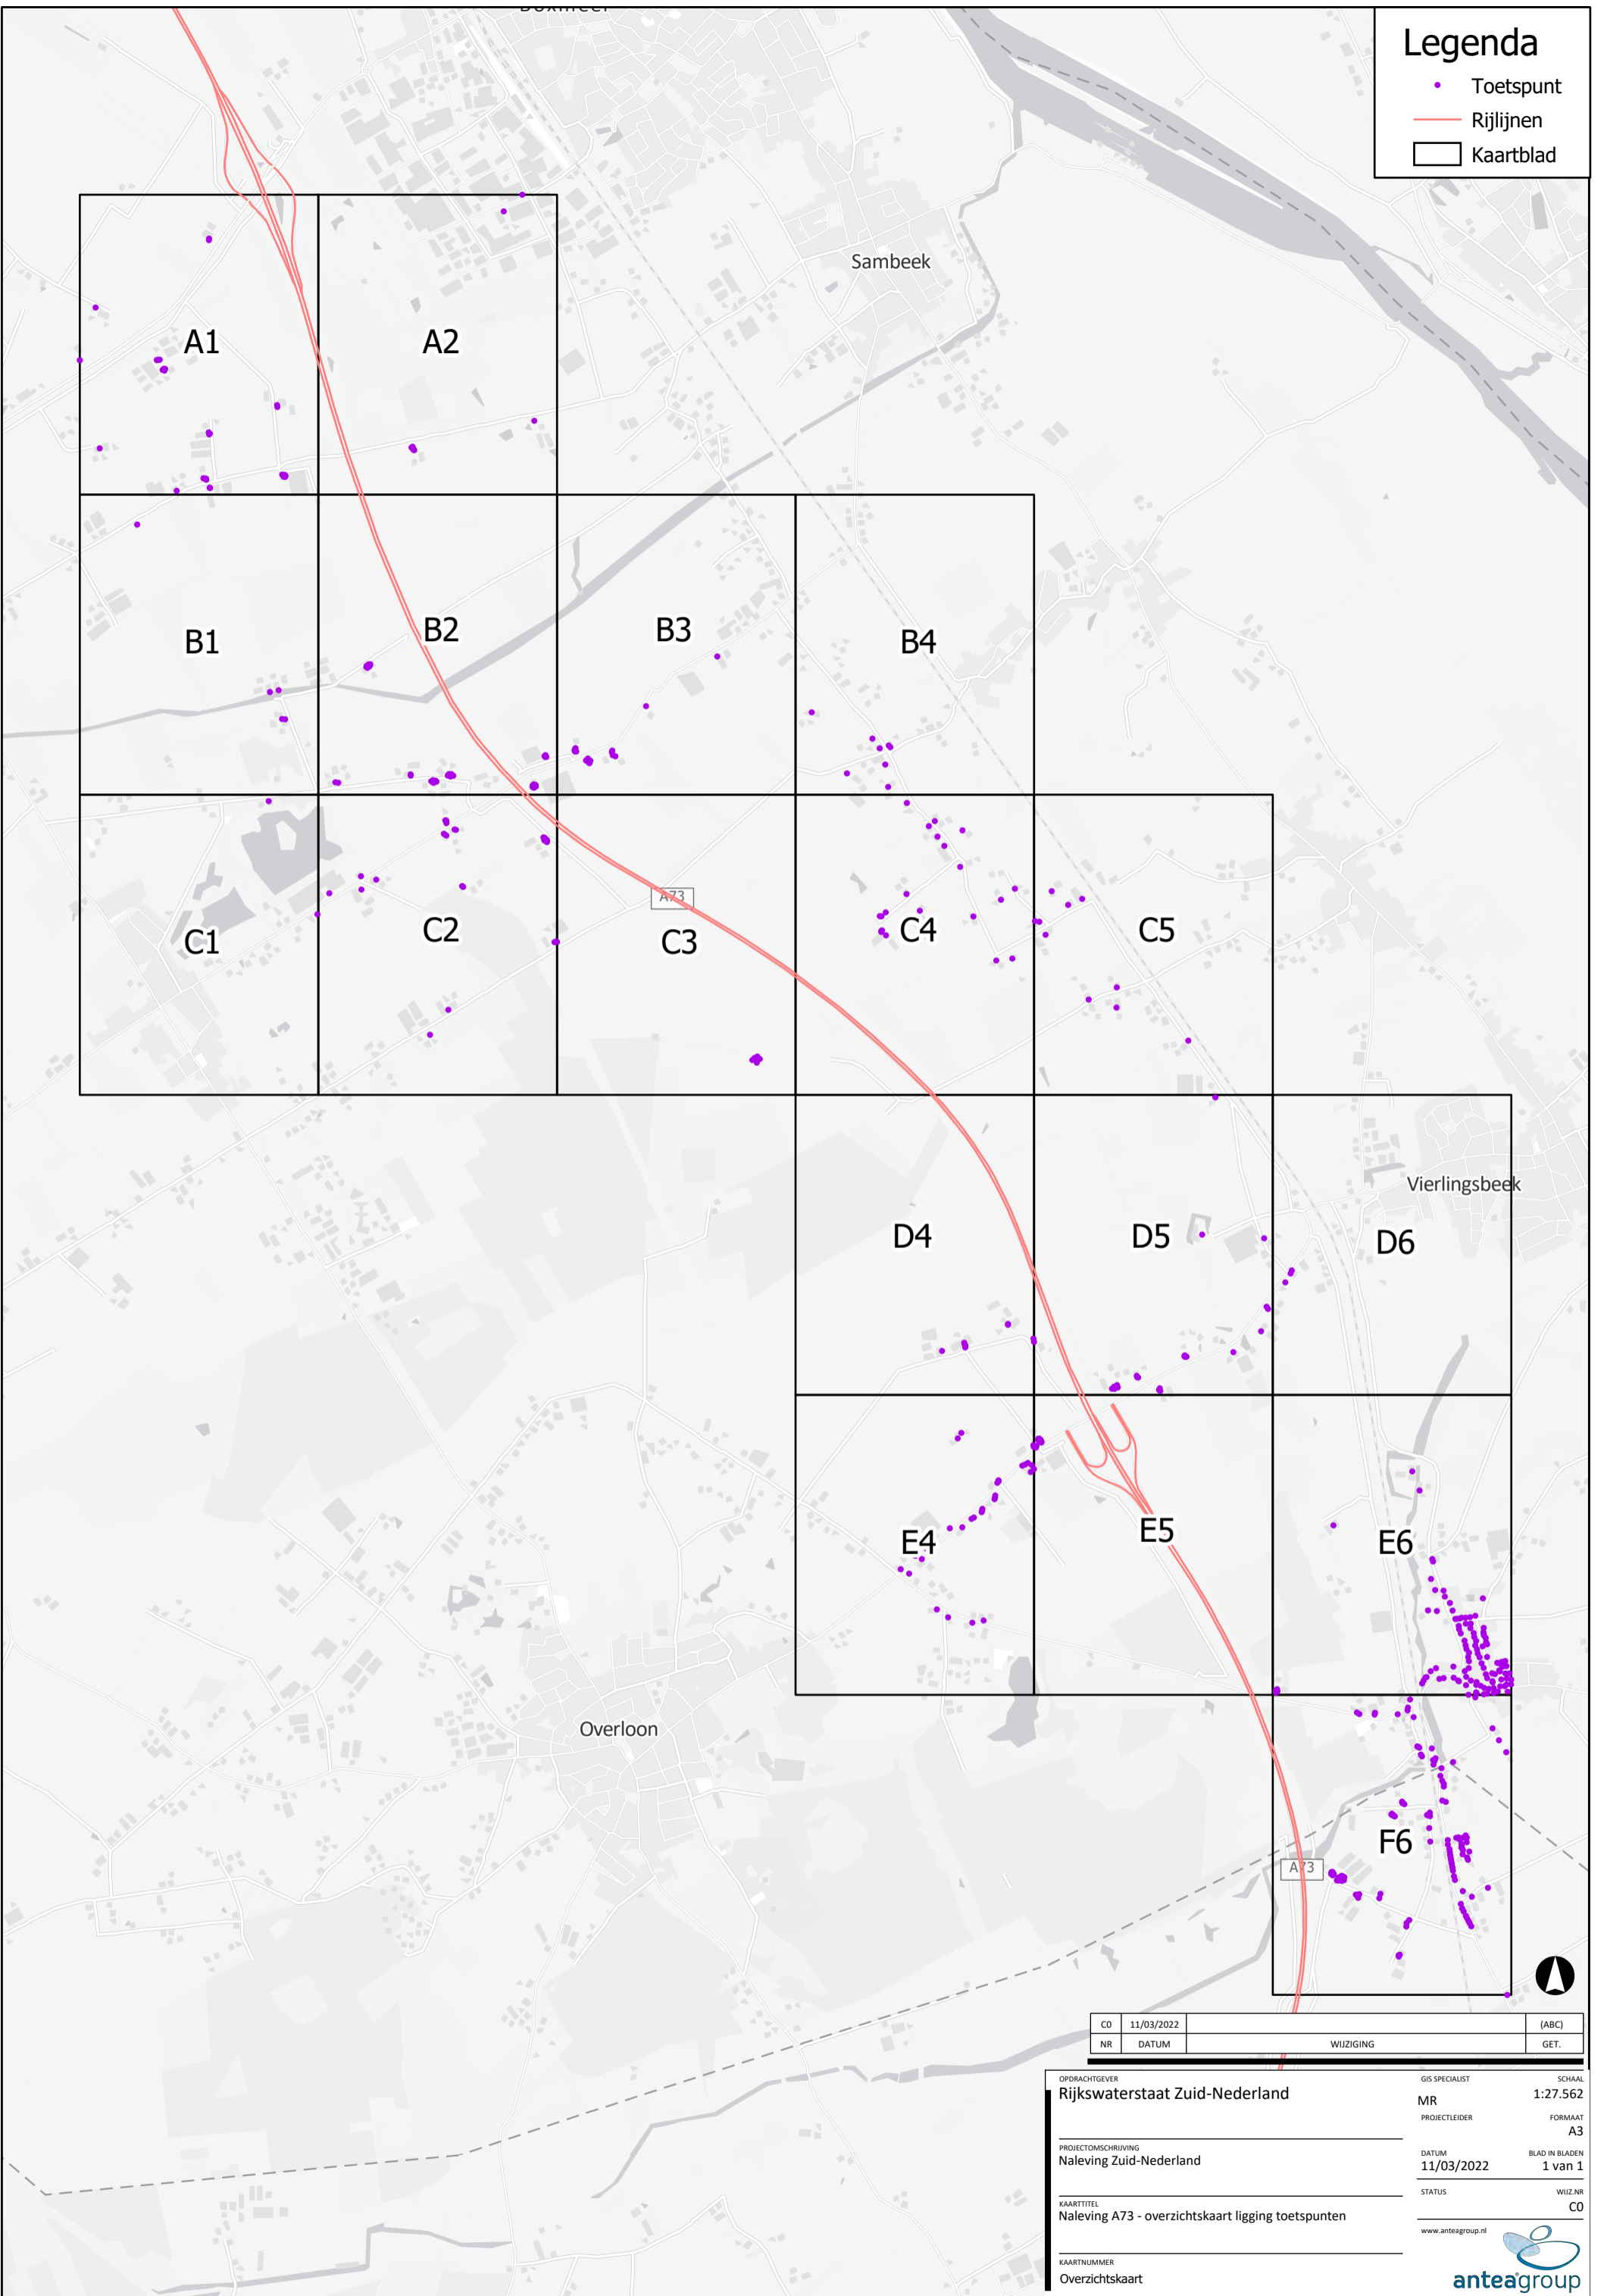 Legenda
Toetspunt
Rijlijnen
Kaartblad
Sambeek
A1
A2
B1
B2
B3
B4
A73
C1
C2
C3
C4
C5
Vierlingsbeek
D4
D5
D6
E4
E5
E6
Overloon
F6
A73
C0 11/03/2022 (ABC)
NR DATUM WIJZIGING GET.
OPDRACHTGEVER
Rijkswaterstaat Zuid-Nederland
GIS SPECIALIST SCHAAL
MR 1:27.562
PROJECTLEIDER FORMAAT
A3
PROJECTOMSCHRIJVING
Naleving Zuid-Nederland
DATUM BLAD IN BLADEN
11/03/2022 1 van 1
STATUS WIJZ.NR
C0
KAARTTITEL
Naleving A73 - overzichtskaart ligging toetspunten
www.anteagroup.nl
KAARTNUMMER
Overzichtskaart
anteagroup